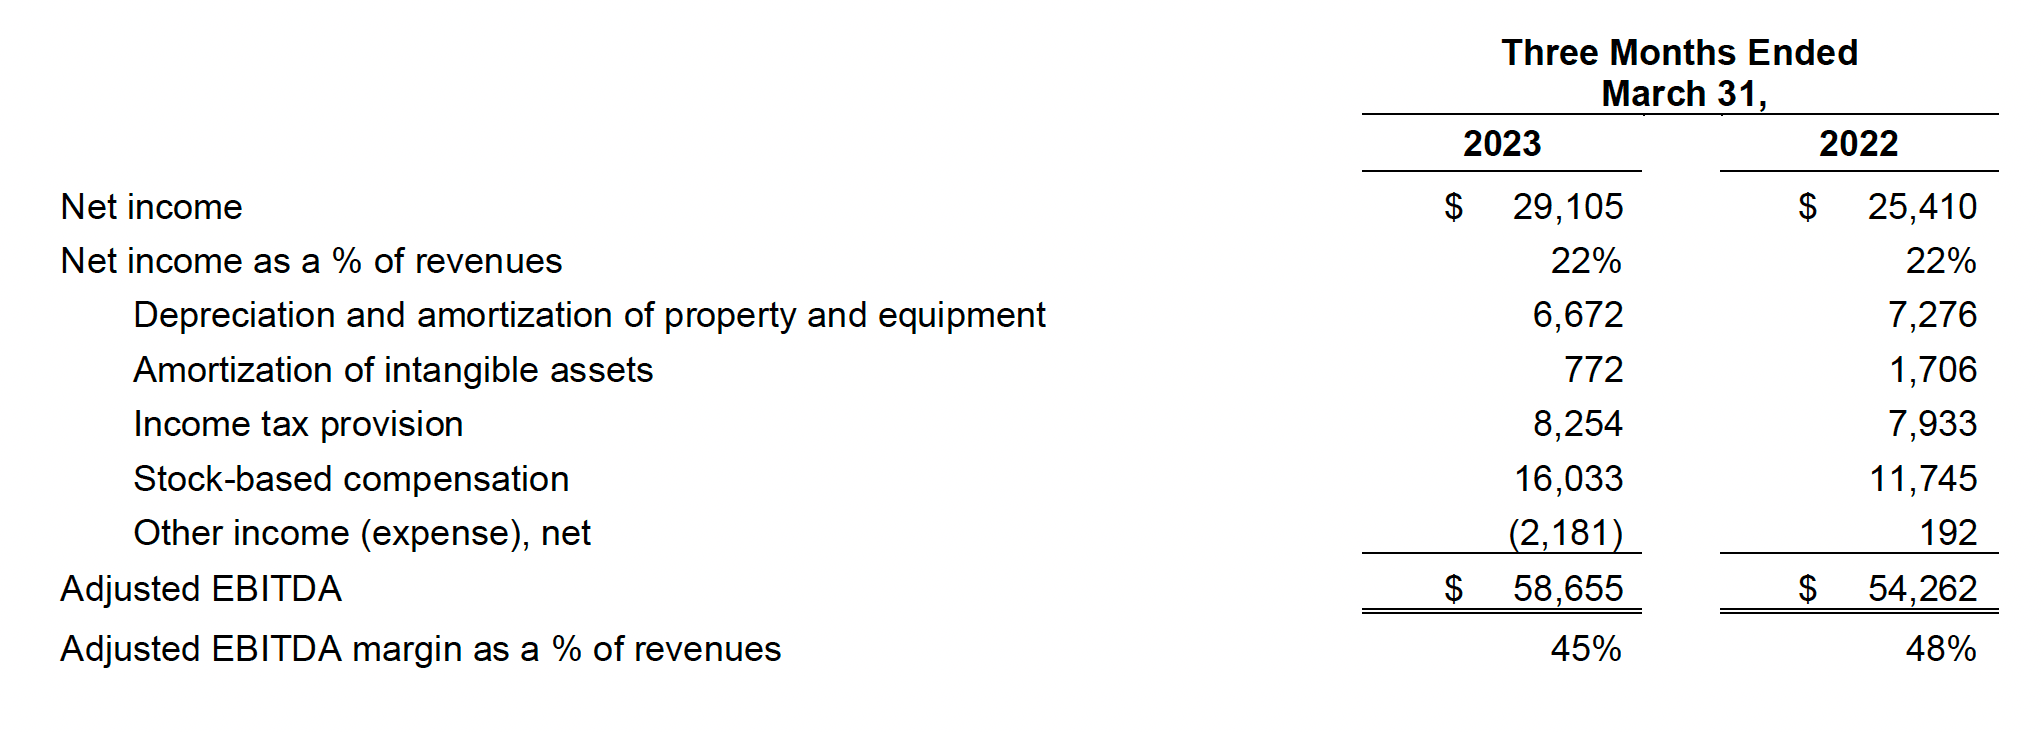 Three Months Ended
March 31,
2023 2022
Net income $ 29,105 $ 25,410
Net income as a % of revenues 22% 22%
Depreciation and amortization of property and equipment 6,672 7,276
Amortization of intangible assets 772 1,706
Income tax provision 8,254 7,933
Stock-based compensation 16,033 11,745
Other income (expense), net (2,181) 192
Adjusted EBITDA $ 58,655 $ 54,262
Adjusted EBITDA margin as a % of revenues 45% 48%